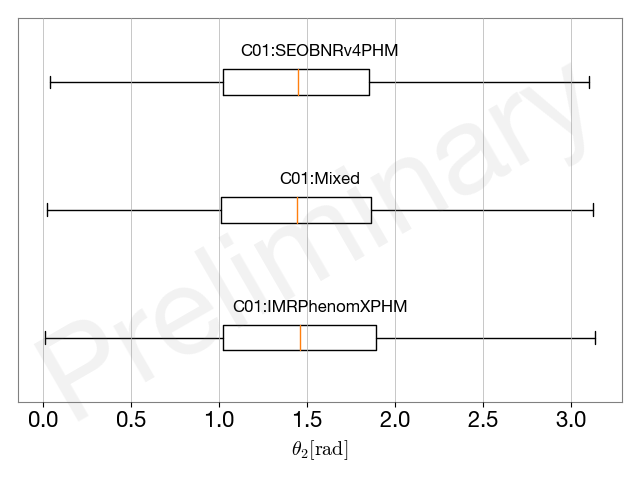 C01:SEOBNRv4PHM
C01:Mixed
C01:IMRPhenomXPHM
Preliminary
0.0 0.5 1.0 1.5 2.0 2.5 3.0
θ₂[rad]